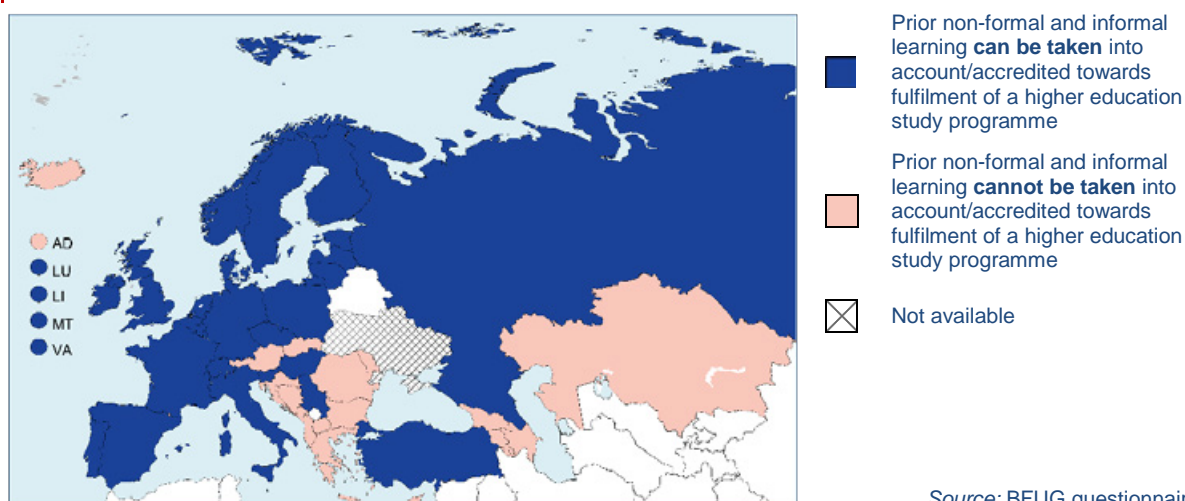 AD
LU
LI
MT
VA
Prior non-formal and informal
learning can be taken into
account/accredited towards
fulfilment of a higher education
study programme
Prior non-formal and informal
learning cannot be taken into
account/accredited towards
fulfilment of a higher education
study programme
Not available
Source: BFUG